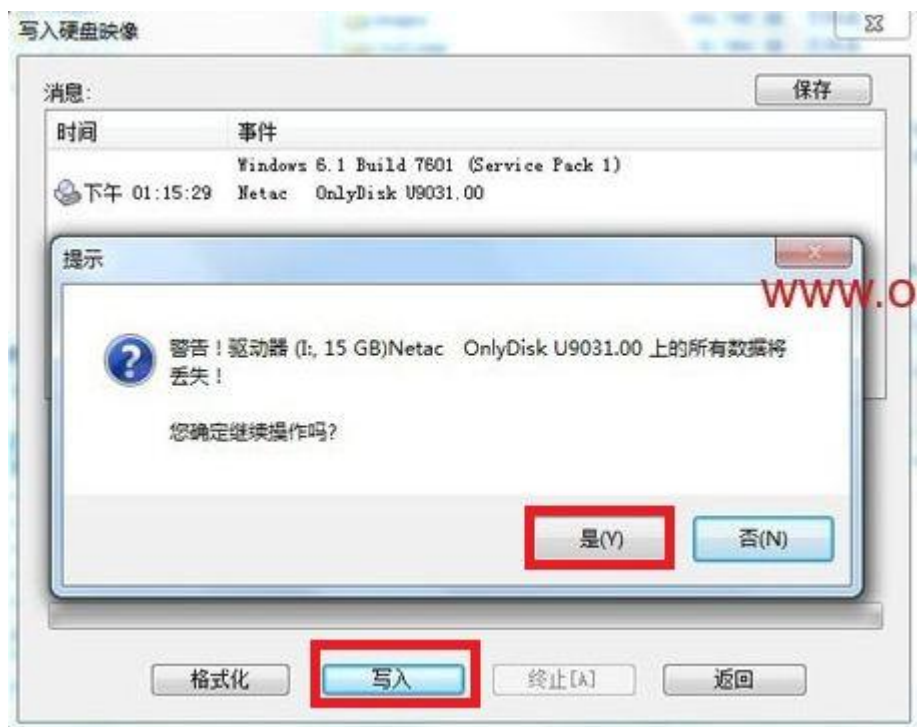 写入硬盘映像
消息:
保存
时间 事件
Windows 6.1 Build 7601 (Service Pack 1)
下午 01:15:29 Netac OnlyDisk U9031.00
提示
www.o
警告！驱动器 (I:, 15 GB)Netac OnlyDisk U9031.00 上的所有数据将
丢失！
您确定继续操作吗?
是(Y) 否(N)
格式化 写入 终止[A] 返回